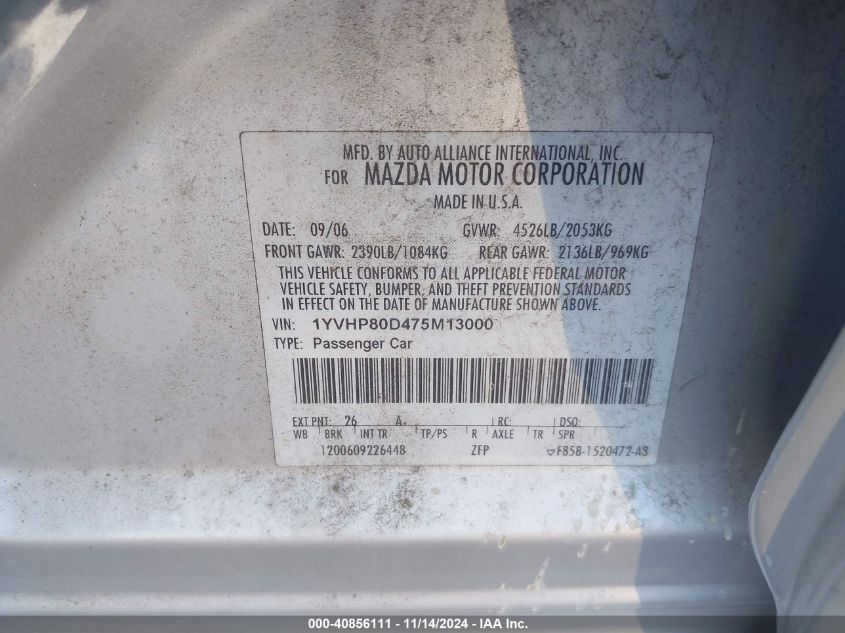 MFD. BY AUTO ALLIANCE INTERNATIONAL, INC.
FOR MAZDA MOTOR CORPORATION
MADE IN U.S.A.
DATE: 09/06 GVWR: 4526LB/2053KG
FRONT GAWR: 2390LB/1084KG REAR GAWR: 2136LB/969KG
THIS VEHICLE CONFORMS TO ALL APPLICABLE FEDERAL MOTOR
VEHICLE SAFETY, BUMPER, AND THEFT PREVENTION STANDARDS
IN EFFECT ON THE DATE OF MANUFACTURE SHOWN ABOVE.
VIN: 1YVHP80D475M13000
TYPE: Passenger Car
EXT PNT: 26 A. RC: DSO:
WB BRK INT TR TP/PS R AXLE TR SPR
1200609226448 ZFP F85B-1520472-AB
000-40856111 - 11/14/2024 - IAA Inc.